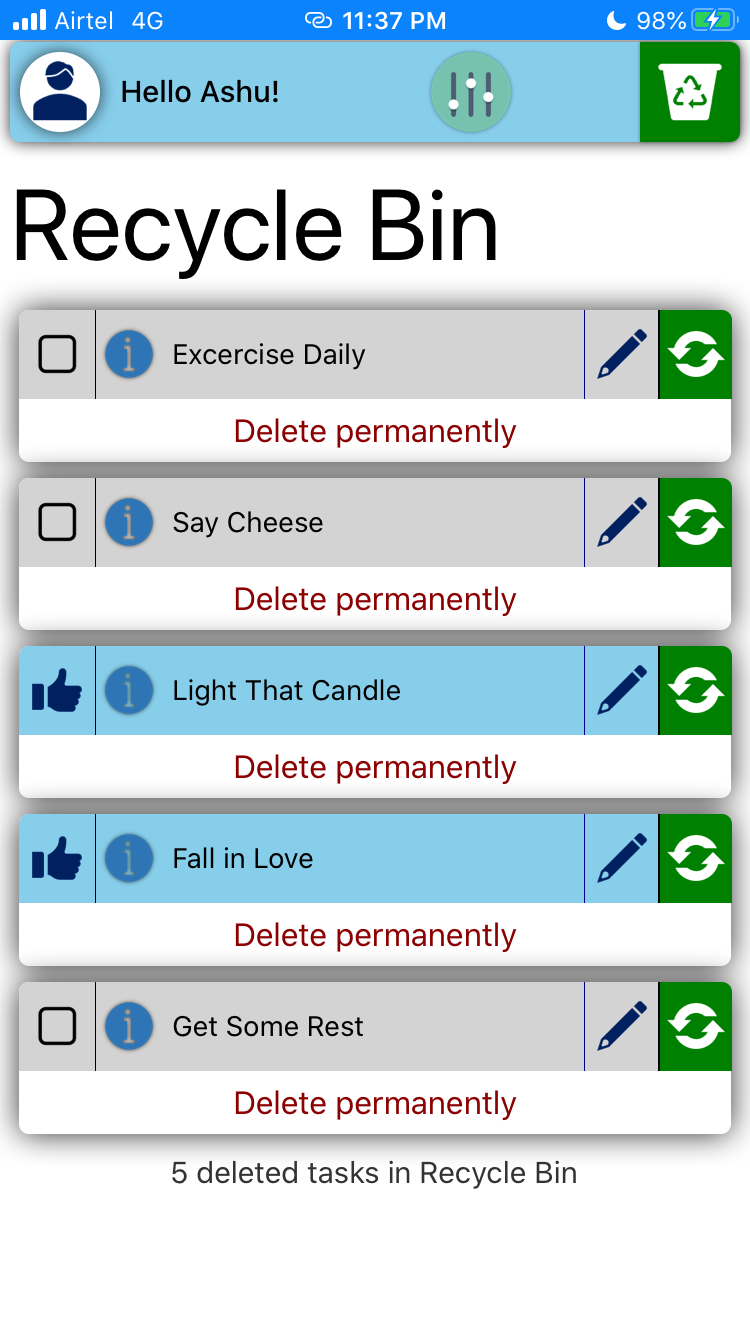 Airtel 4G 11:37 PM 98%
Hello Ashu!
Recycle Bin
Excercise Daily
Delete permanently
Say Cheese
Delete permanently
Light That Candle
Delete permanently
Fall in Love
Delete permanently
Get Some Rest
Delete permanently
5 deleted tasks in Recycle Bin